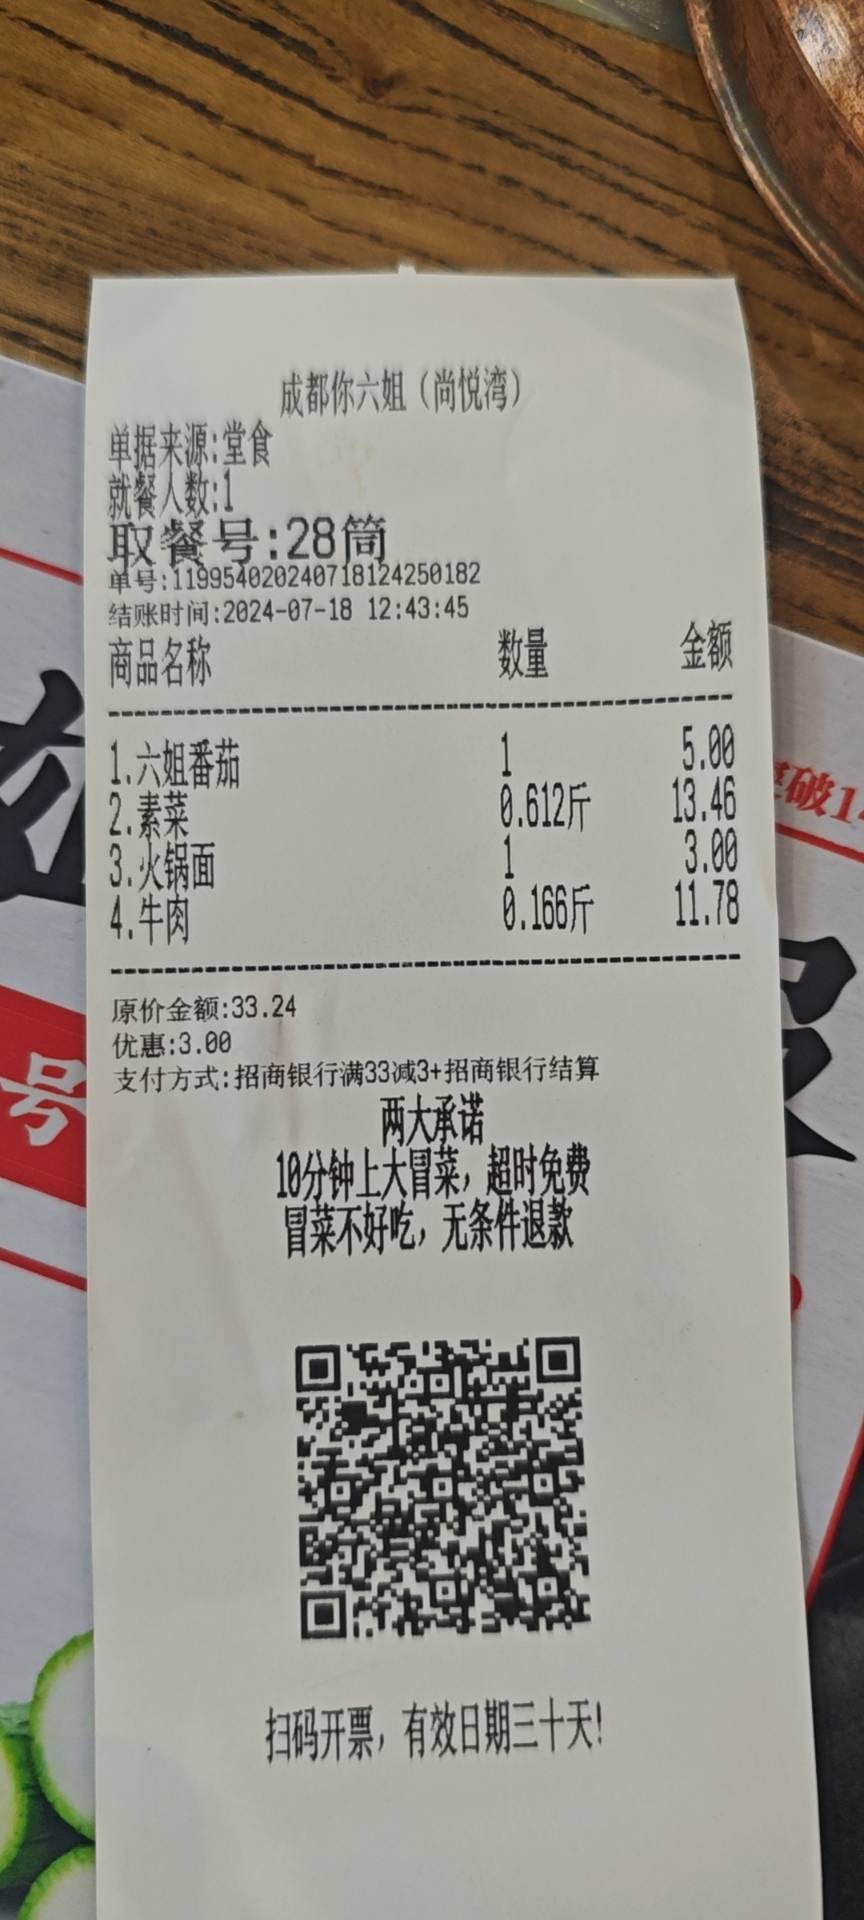 成都你六姐（尚悦湾）
单据来源:堂食
就餐人数:1
取餐号:28筒
单号:119954020240718124250182
结账时间:2024-07-18 12:43:45
商品名称 数量 金额
1.六姐番茄 1 5.00
2.素菜 0.612斤 13.46
3.火锅面 1 3.00
4.牛肉 0.166斤 11.78
原价金额:33.24
优惠:3.00
支付方式:招商银行满33减3+招商银行结算
两大承诺
10分钟上大冒菜，超时免费
冒菜不好吃，无条件退款
扫码开票，有效日期三十天!
号
破1